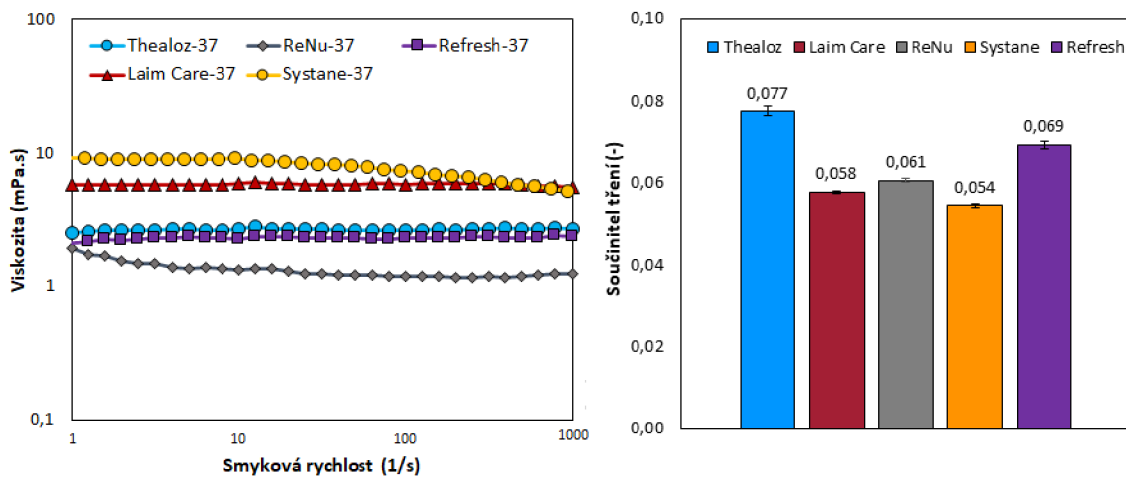 Thealoz-37 ReNu-37 Refresh-37
Laim Care-37 Systane-37
Viskozita (mPa.s)
100
10
1
0,1
1 10 100 1000
Smyková rychlost (1/s)
Thealoz Laim Care ReNu Systane Refresh
Součinitel tření (-)
0,10
0,08
0,06
0,04
0,02
0,00
0,077
0,058
0,061
0,054
0,069